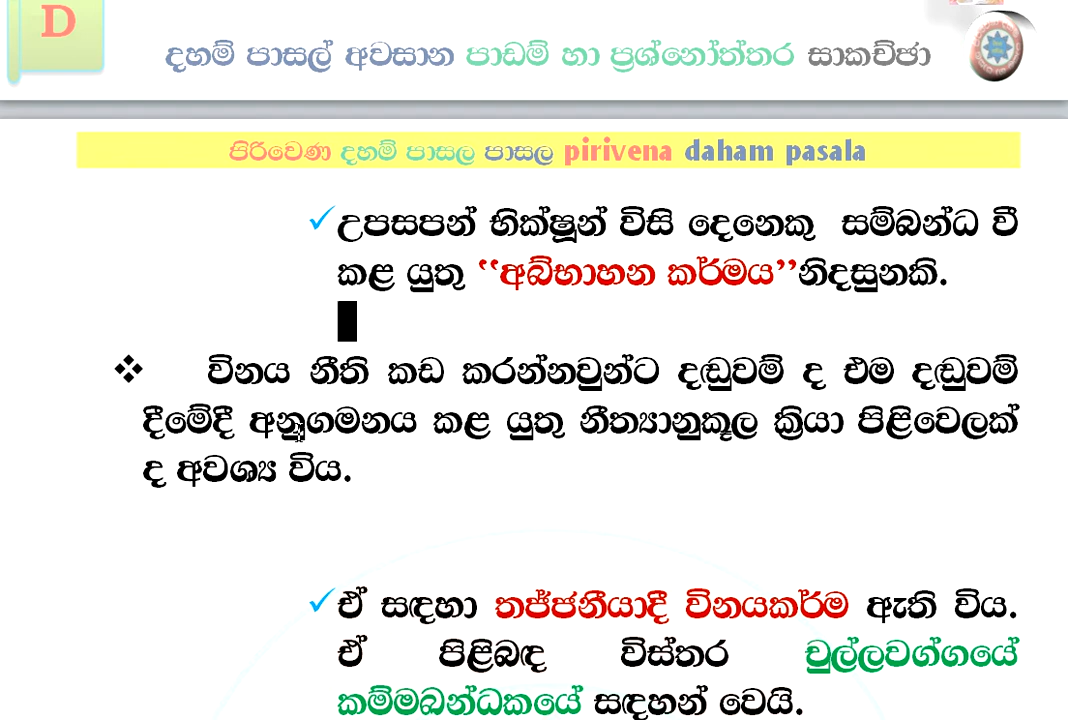 D
දහම් පාසල් අවසාන පාඩම් හා ප්‍රශ්නෝත්තර සාකච්ඡා
පිරිවෙණ දහම් පාසල පාසල pirivena daham pasala
✓උපසපන් භික්ෂූන් විසි දෙනෙකු සම්බන්ධ වී
කළ යුතු “අබ්භාහන කර්මය”නිදසුනකි.
❖ විනය නීති කඩ කරන්නවුන්ට දඬුවම් ද එම දඬුවම්
දීමේදී අනුගමනය කළ යුතු නීත්‍යානුකූල ක්‍රියා පිළිවෙලක්
ද අවශ්‍ය විය.
✓ඒ සඳහා තජ්ජනීයාදී විනයකර්ම ඇති විය.
ඒ පිළිබඳ විස්තර චුල්ලවග්ගයේ
කම්මඛන්ධකයේ සඳහන් වෙයි.